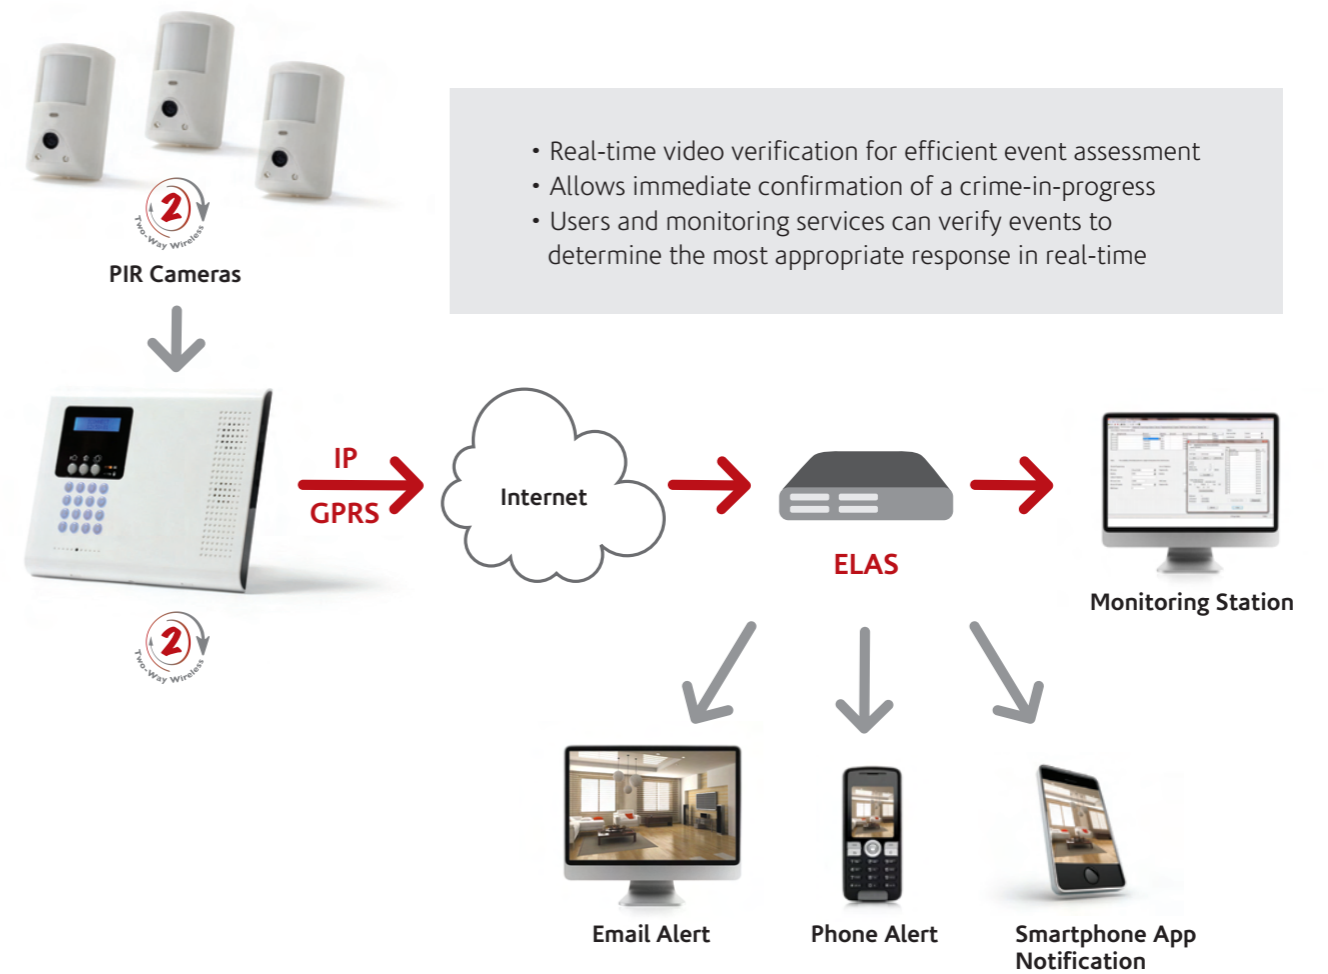 • Real-time video verification for efficient event assessment
• Allows immediate confirmation of a crime-in-progress
• Users and monitoring services can verify events to
determine the most appropriate response in real-time
2
Two-Way Wireless
PIR Cameras
IP
GPRS
Internet
ELAS
Monitoring Station
2
Two-Way Wireless
Email Alert
Phone Alert
Smartphone App
Notification